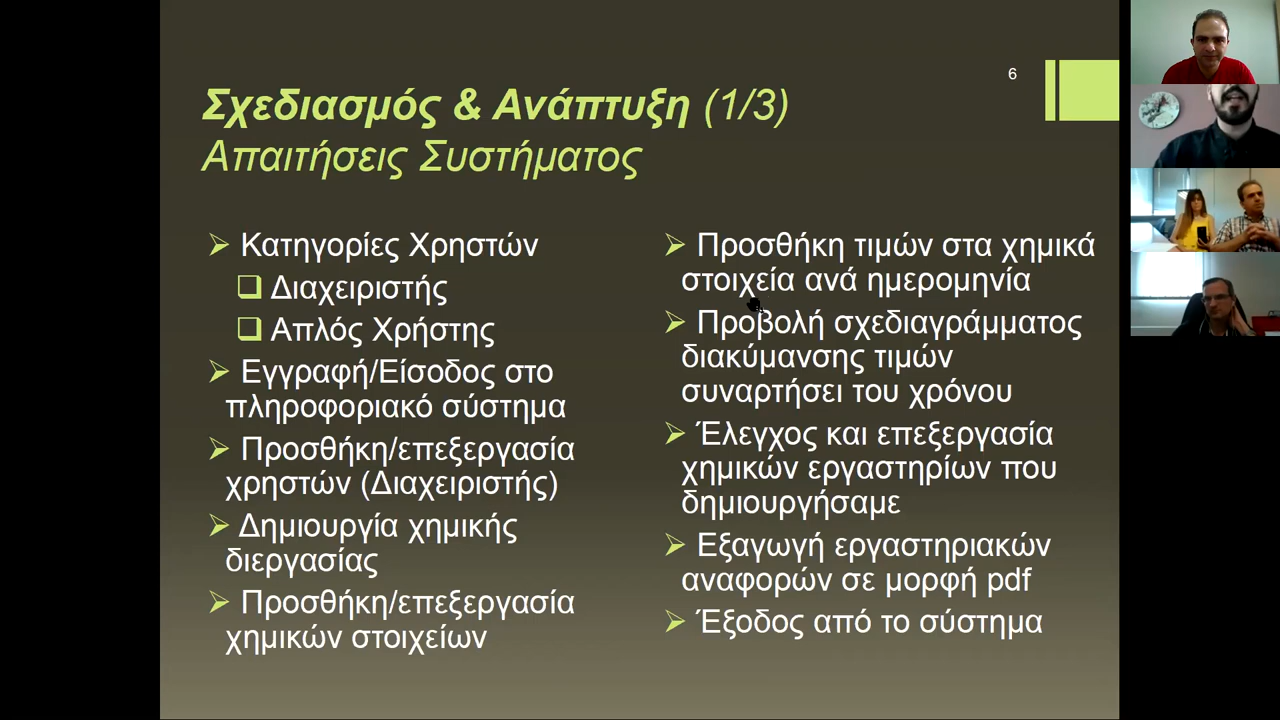 6
Σχεδιασμός & Ανάπτυξη (1/3)
Απαιτήσεις Συστήματος
Κατηγορίες Χρηστών
Διαχειριστής
Απλός Χρήστης
Εγγραφή/Είσοδος στο
πληροφοριακό σύστημα
Προσθήκη/επεξεργασία
χρηστών (Διαχειριστής)
Δημιουργία χημικής
διεργασίας
Προσθήκη/επεξεργασία
χημικών στοιχείων
Προσθήκη τιμών στα χημικά
στοιχεία ανά ημερομηνία
Προβολή σχεδιαγράμματος
διακύμανσης τιμών
συναρτήσει του χρόνου
Έλεγχος και επεξεργασία
χημικών εργαστηρίων που
δημιουργήσαμε
Εξαγωγή εργαστηριακών
αναφορών σε μορφή pdf
Έξοδος από το σύστημα